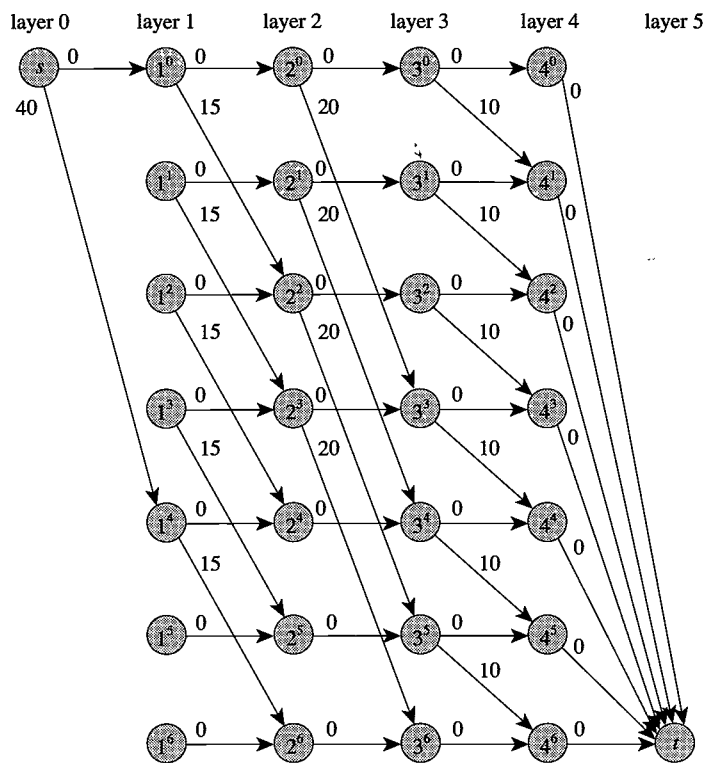 layer 0 layer 1 layer 2 layer 3 layer 4 layer 5
s 0 1⁰ 0 2⁰ 0 3⁰ 0 4⁰
0
40 15 20 10
1¹ 0 2¹ 0 3¹ 0 4¹
15 20 10 0
1² 0 2² 0 3² 0 4²
15 20 10 0
1³ 0 2³ 0 3³ 0 4³
15 20 10 0
1⁴ 0 2⁴ 0 3⁴ 0 4⁴
15 10 0
1⁵ 0 2⁵ 0 3⁵ 0 4⁵ 0
10
1⁶ 0 2⁶ 0 3⁶ 0 4⁶ 0 t